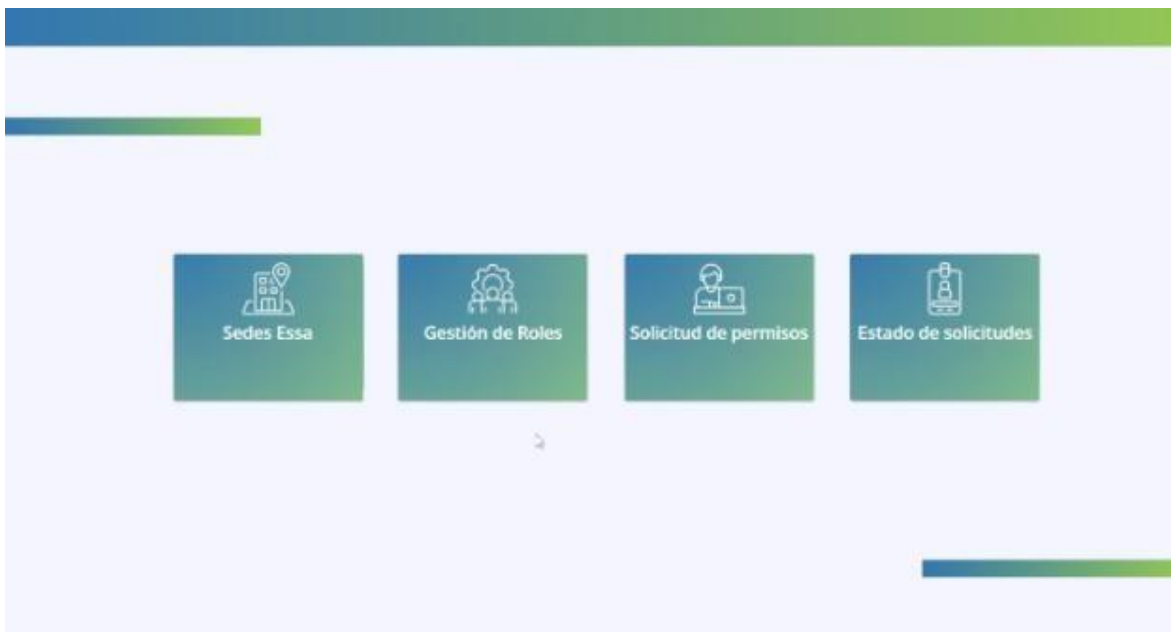 Sedes Essa
Gestión de Roles
Solicitud de permisos
Estado de solicitudes